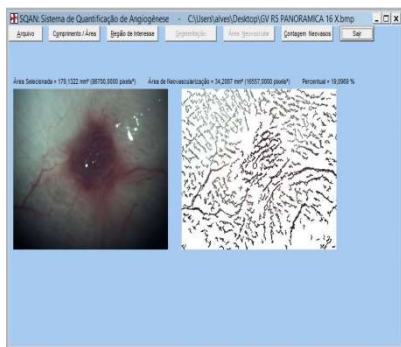 SQAN: Sistema de Quantificação de Angiogênese - C:\Users\alves\Desktop\GV R5 PANORAMICA 16 X.bmp
Arquivo Comprimento / Área Região de Interesse Segmentação Área Neovascular Contagem Neovasos Sair
Área Selecionada = 179,1322 mm² (86700,0000 pixels²) Área de Neovascularização = 34,2087 mm² (16557,0000 pixels²) Percentual = 19,0969 %